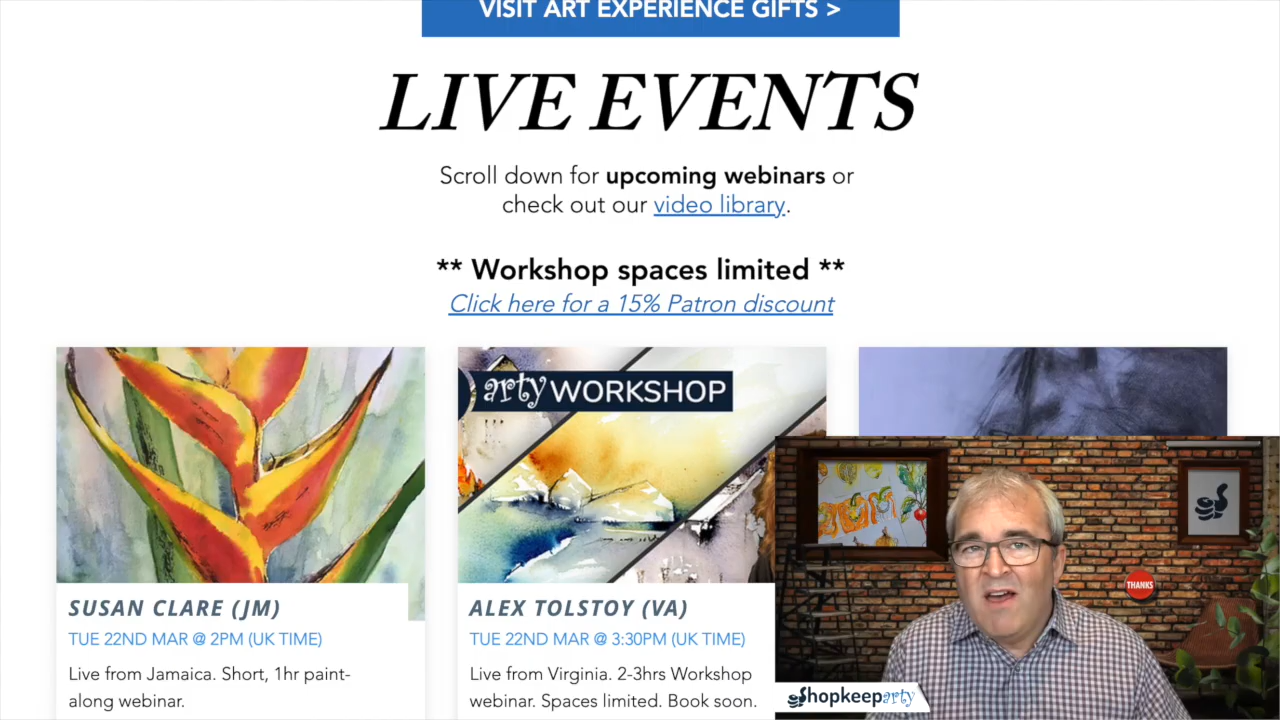 VISIT ART EXPERIENCE GIFTS >
LIVE EVENTS
Scroll down for upcoming webinars or
check out our video library.
** Workshop spaces limited **
Click here for a 15% Patron discount
arty WORKSHOP
SUSAN CLARE (JM)
TUE 22ND MAR @ 2PM (UK TIME)
Live from Jamaica. Short, 1hr paint-
along webinar.
ALEX TOLSTOY (VA)
TUE 22ND MAR @ 3:30PM (UK TIME)
Live from Virginia. 2-3hrs Workshop
webinar. Spaces limited. Book soon.
THANKS
Shopkeeparty